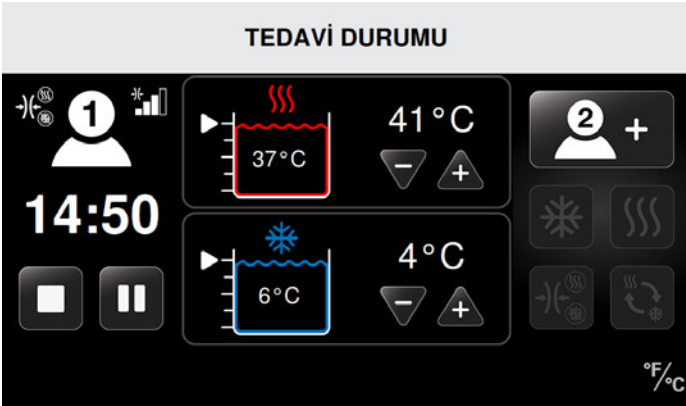 TEDAVİ DURUMU
1
14:50
37°C
41°C
− +
6°C
4°C
− +
2 +
°F/°C